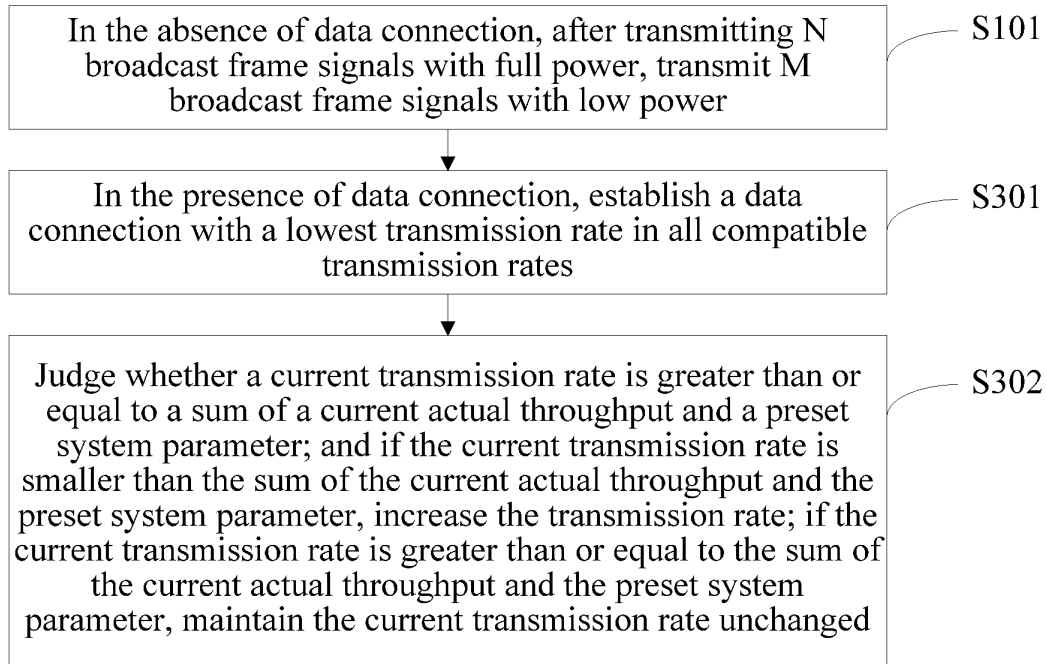 In the absence of data connection, after transmitting N
broadcast frame signals with full power, transmit M
broadcast frame signals with low power
S101
In the presence of data connection, establish a data
connection with a lowest transmission rate in all compatible
transmission rates
S301
Judge whether a current transmission rate is greater than or
equal to a sum of a current actual throughput and a preset
system parameter; and if the current transmission rate is
smaller than the sum of the current actual throughput and the
preset system parameter, increase the transmission rate; if the
current transmission rate is greater than or equal to the sum of
the current actual throughput and the preset system
parameter, maintain the current transmission rate unchanged
S302